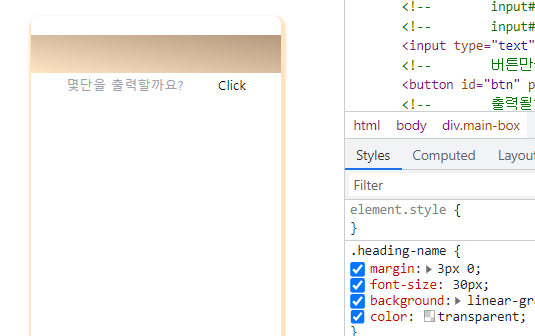 <!-- input#
<!-- input#
<input type="text"
<!-- 버튼만
<button id="btn" p
<!-- 출력될
몇단을 출력할까요? Click
html body div.main-box
Styles Computed Layou
Filter
element.style {
}
.heading-name {
margin: 3px 0;
font-size: 30px;
background: linear-gra
color: transparent;
}